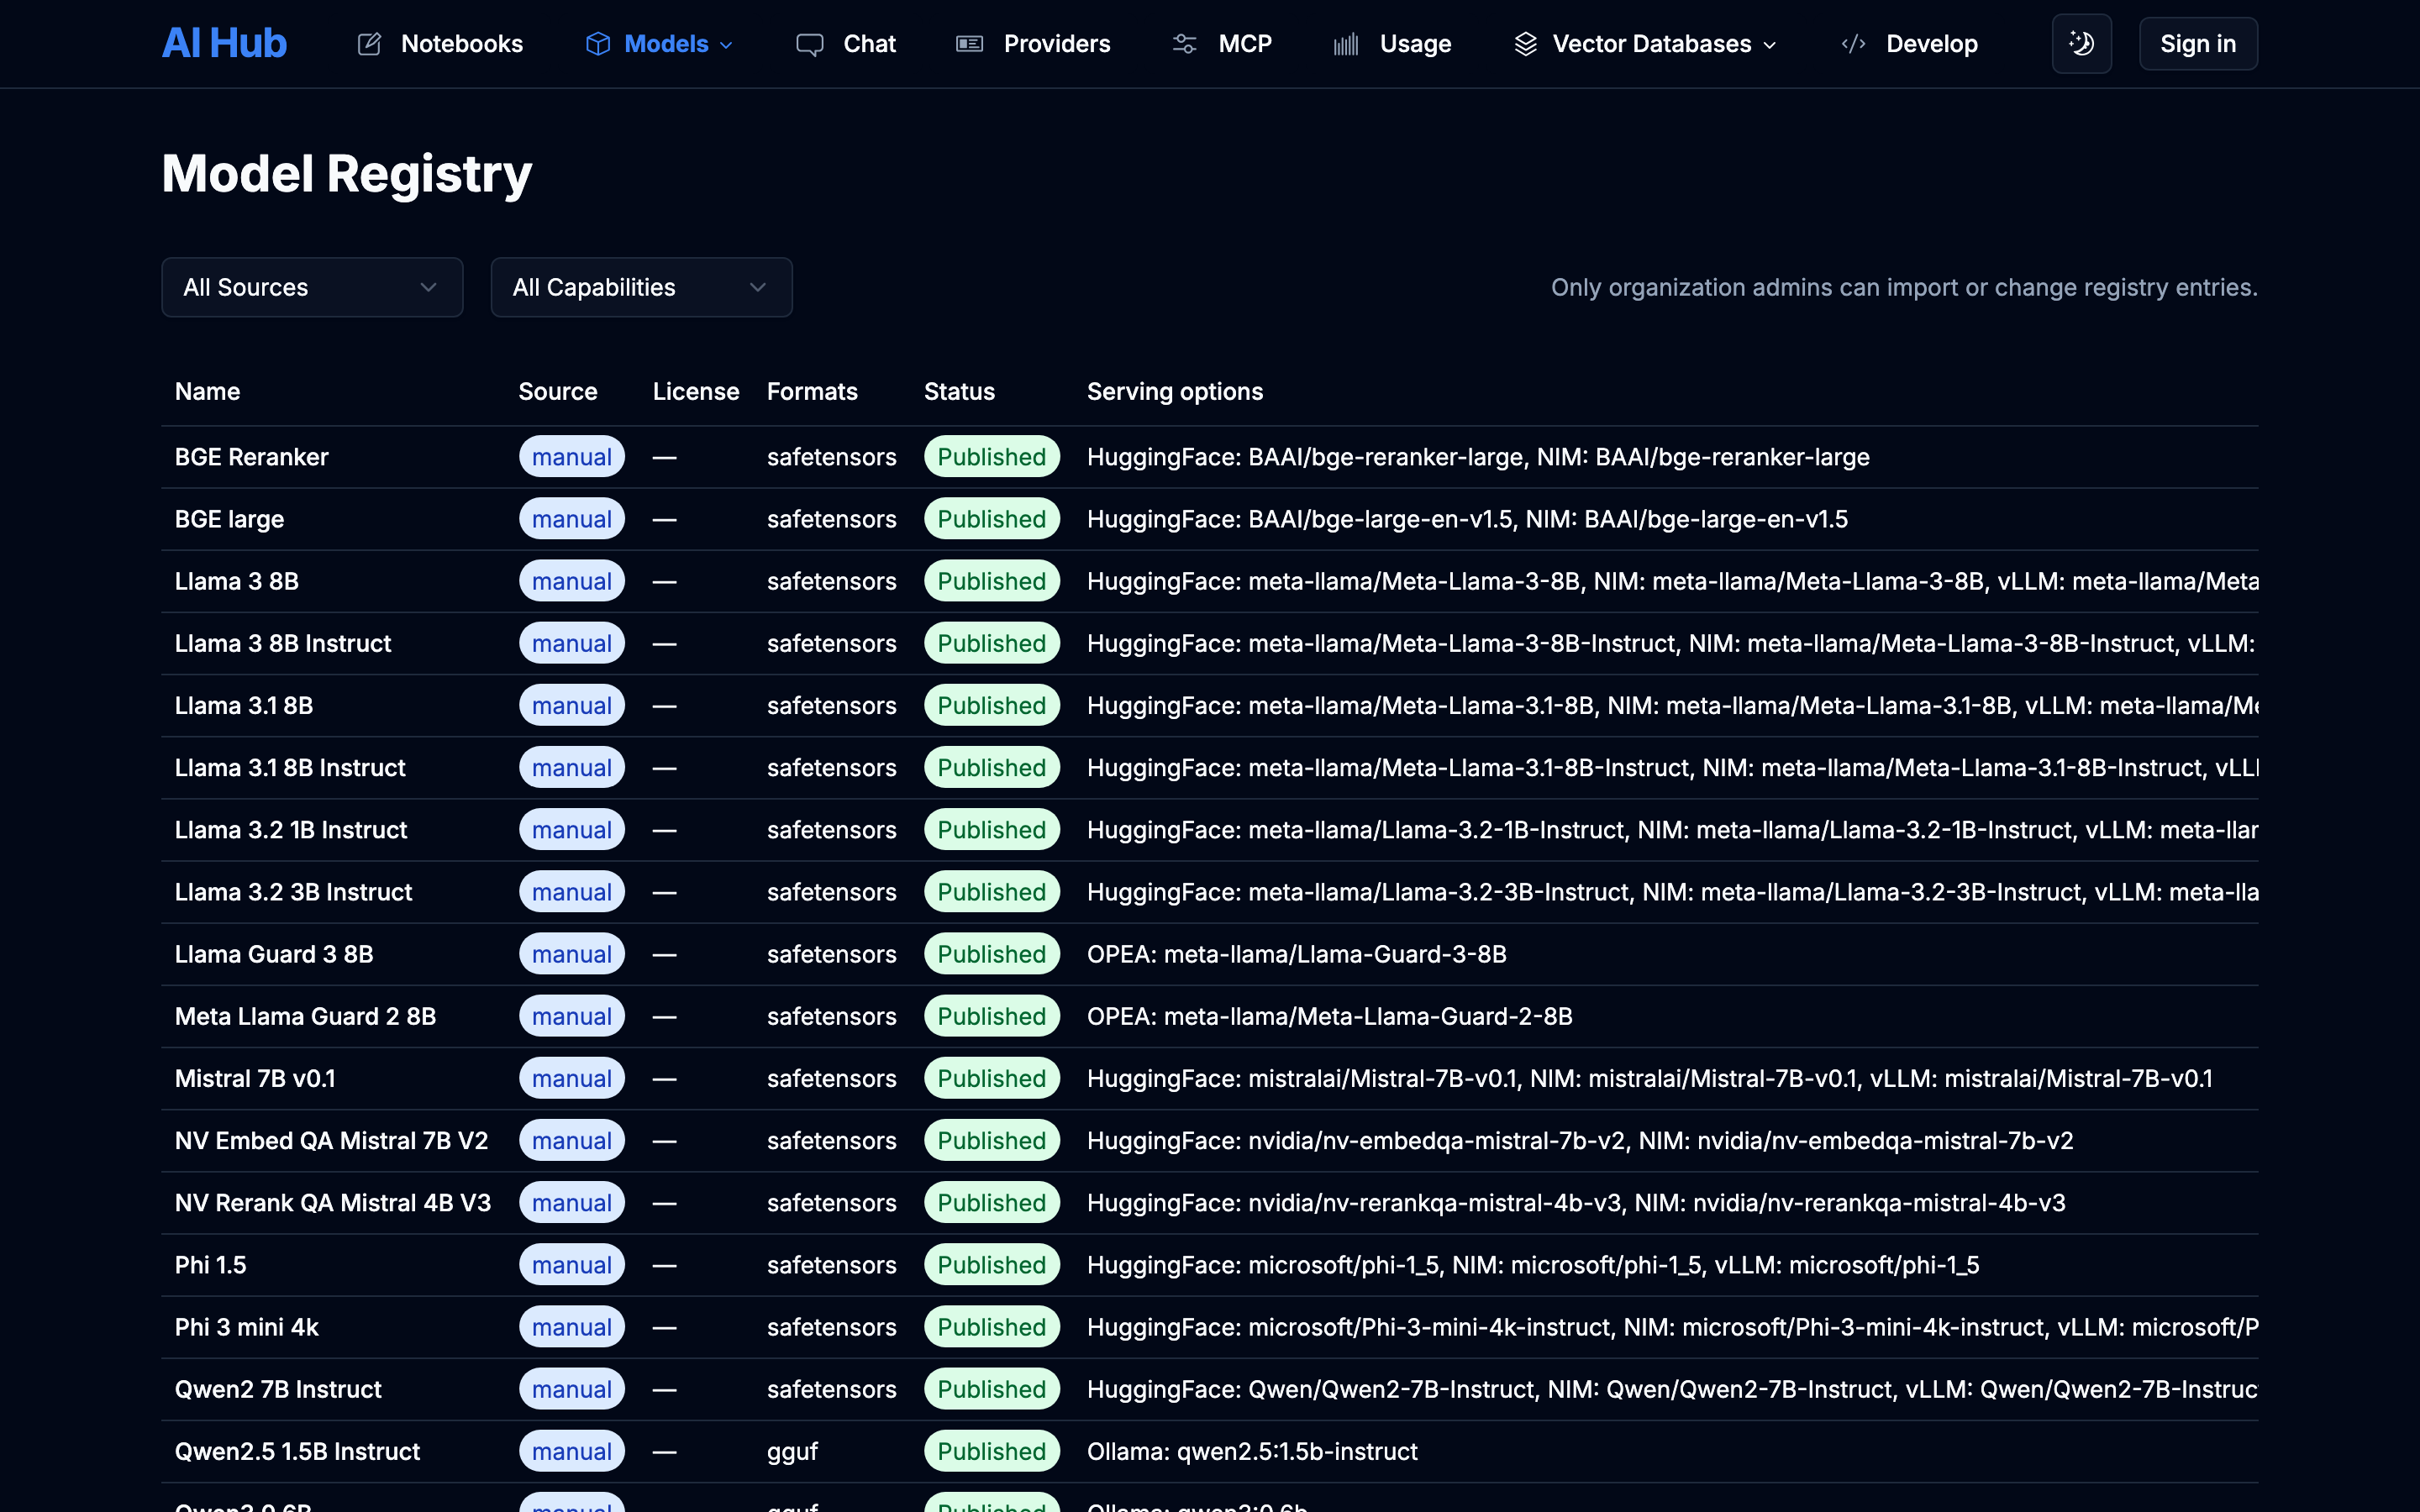 AI Hub Notebooks Models Chat Providers MCP Usage Vector Databases Develop Sign in
Model Registry
All Sources All Capabilities Only organization admins can import or change registry entries.
Name Source License Formats Status Serving options
BGE Reranker manual — safetensors Published HuggingFace: BAAI/bge-reranker-large, NIM: BAAI/bge-reranker-large
BGE large manual — safetensors Published HuggingFace: BAAI/bge-large-en-v1.5, NIM: BAAI/bge-large-en-v1.5
Llama 3 8B manual — safetensors Published HuggingFace: meta-llama/Meta-Llama-3-8B, NIM: meta-llama/Meta-Llama-3-8B, vLLM: meta-llama/Meta
Llama 3 8B Instruct manual — safetensors Published HuggingFace: meta-llama/Meta-Llama-3-8B-Instruct, NIM: meta-llama/Meta-Llama-3-8B-Instruct, vLLM:
Llama 3.1 8B manual — safetensors Published HuggingFace: meta-llama/Meta-Llama-3.1-8B, NIM: meta-llama/Meta-Llama-3.1-8B, vLLM: meta-llama/Me
Llama 3.1 8B Instruct manual — safetensors Published HuggingFace: meta-llama/Meta-Llama-3.1-8B-Instruct, NIM: meta-llama/Meta-Llama-3.1-8B-Instruct, vLL
Llama 3.2 1B Instruct manual — safetensors Published HuggingFace: meta-llama/Llama-3.2-1B-Instruct, NIM: meta-llama/Llama-3.2-1B-Instruct, vLLM: meta-llar
Llama 3.2 3B Instruct manual — safetensors Published HuggingFace: meta-llama/Llama-3.2-3B-Instruct, NIM: meta-llama/Llama-3.2-3B-Instruct, vLLM: meta-lla
Llama Guard 3 8B manual — safetensors Published OPEA: meta-llama/Llama-Guard-3-8B
Meta Llama Guard 2 8B manual — safetensors Published OPEA: meta-llama/Meta-Llama-Guard-2-8B
Mistral 7B v0.1 manual — safetensors Published HuggingFace: mistralai/Mistral-7B-v0.1, NIM: mistralai/Mistral-7B-v0.1, vLLM: mistralai/Mistral-7B-v0.1
NV Embed QA Mistral 7B V2 manual — safetensors Published HuggingFace: nvidia/nv-embedqa-mistral-7b-v2, NIM: nvidia/nv-embedqa-mistral-7b-v2
NV Rerank QA Mistral 4B V3 manual — safetensors Published HuggingFace: nvidia/nv-rerankqa-mistral-4b-v3, NIM: nvidia/nv-rerankqa-mistral-4b-v3
Phi 1.5 manual — safetensors Published HuggingFace: microsoft/phi-1_5, NIM: microsoft/phi-1_5, vLLM: microsoft/phi-1_5
Phi 3 mini 4k manual — safetensors Published HuggingFace: microsoft/Phi-3-mini-4k-instruct, NIM: microsoft/Phi-3-mini-4k-instruct, vLLM: microsoft/P
Qwen2 7B Instruct manual — safetensors Published HuggingFace: Qwen/Qwen2-7B-Instruct, NIM: Qwen/Qwen2-7B-Instruct, vLLM: Qwen/Qwen2-7B-Instruc
Qwen2.5 1.5B Instruct manual — gguf Published Ollama: qwen2.5:1.5b-instruct
Qwen3 0.6B manual gguf Published Ollama: qwen3:0.6b